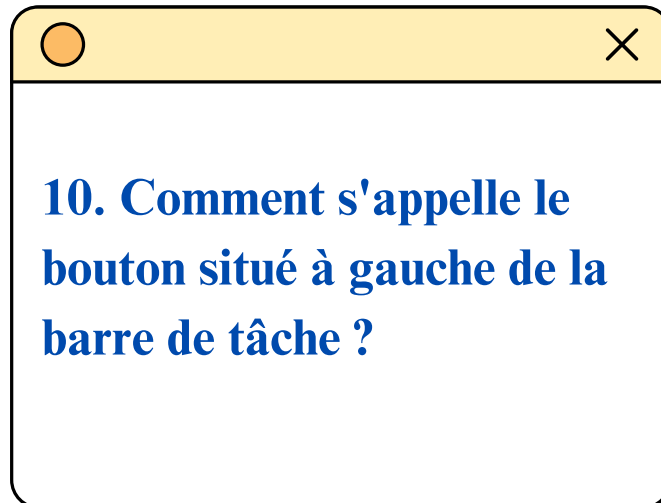 10. Comment s'appelle le
bouton situé à gauche de la
barre de tâche ?